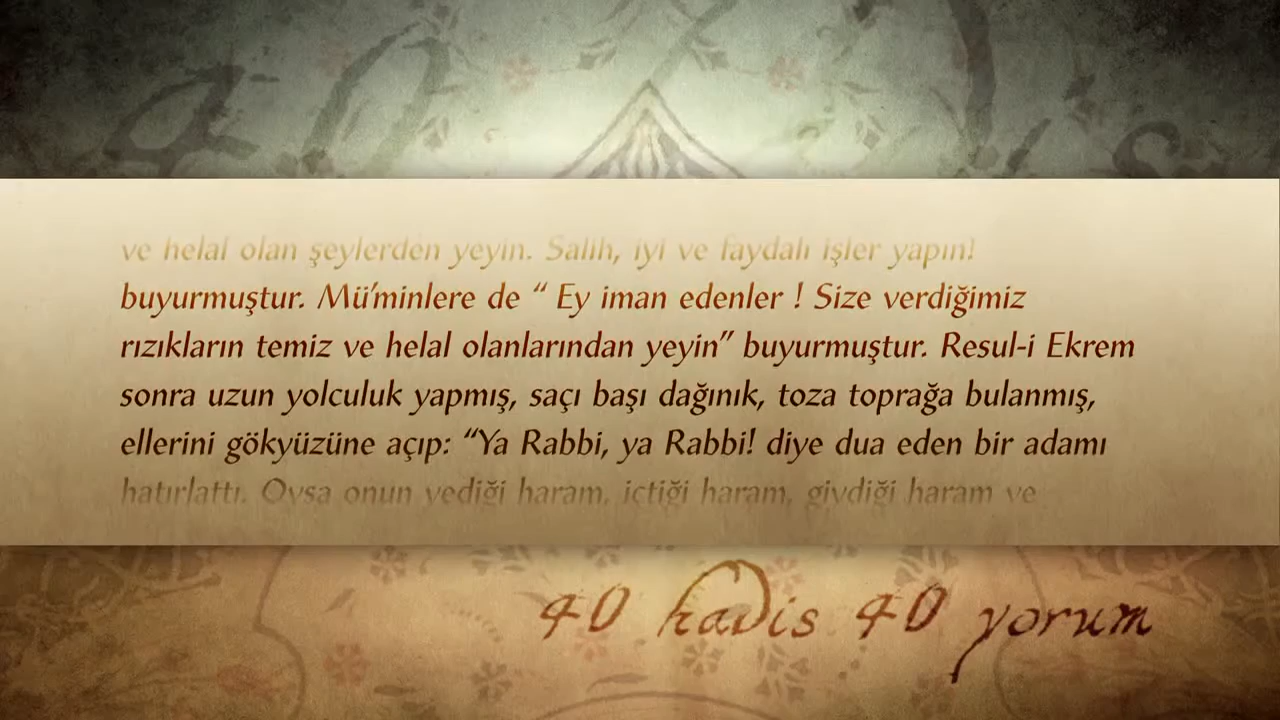 ve helal olan şeylerden yeyin. Salih, iyi ve faydalı işler yapın!
buyurmuştur. Mü'minlere de “ Ey iman edenler ! Size verdiğimiz
rızıkların temiz ve helal olanlarından yeyin” buyurmuştur. Resul-i Ekrem
sonra uzun yolculuk yapmış, saçı başı dağınık, toza toprağa bulanmış,
ellerini gökyüzüne açıp: “Ya Rabbi, ya Rabbi! diye dua eden bir adamı
hatırlattı. Oysa onun yediği haram, içtiği haram, giydiği haram ve
40 hadis 40 yorum